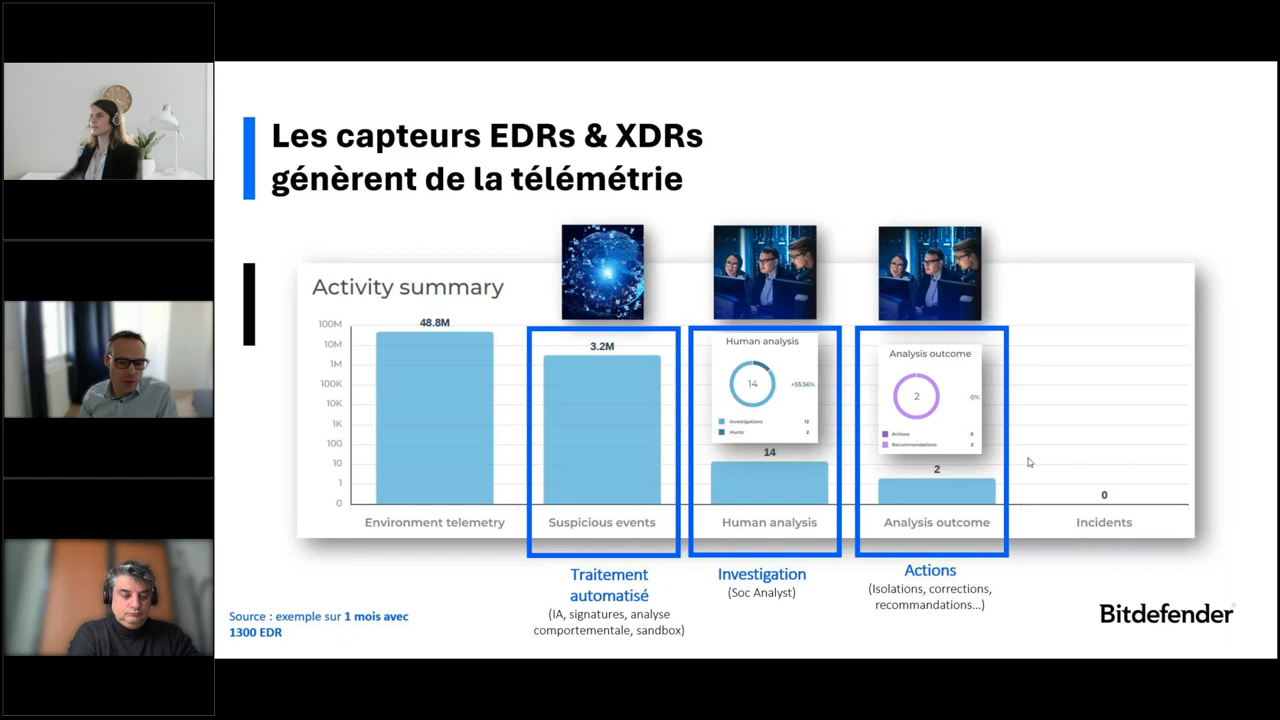 Les capteurs EDRs & XDRs
génèrent de la télémétrie
Activity summary
100M
10M
1M
100K
10K
1K
100
10
1
0
48.8M
3.2M
Human analysis
14
+55.56%
Investigations 12
Hunts 2
14
Analysis outcome
2
0%
Actions 0
Recommendations 2
2
0
Environment telemetry
Suspicious events
Human analysis
Analysis outcome
Incidents
Traitement
automatisé
(IA, signatures, analyse
comportementale, sandbox)
Investigation
(Soc Analyst)
Actions
(Isolations, corrections,
recommandations...)
Source : exemple sur 1 mois avec
1300 EDR
Bitdefender